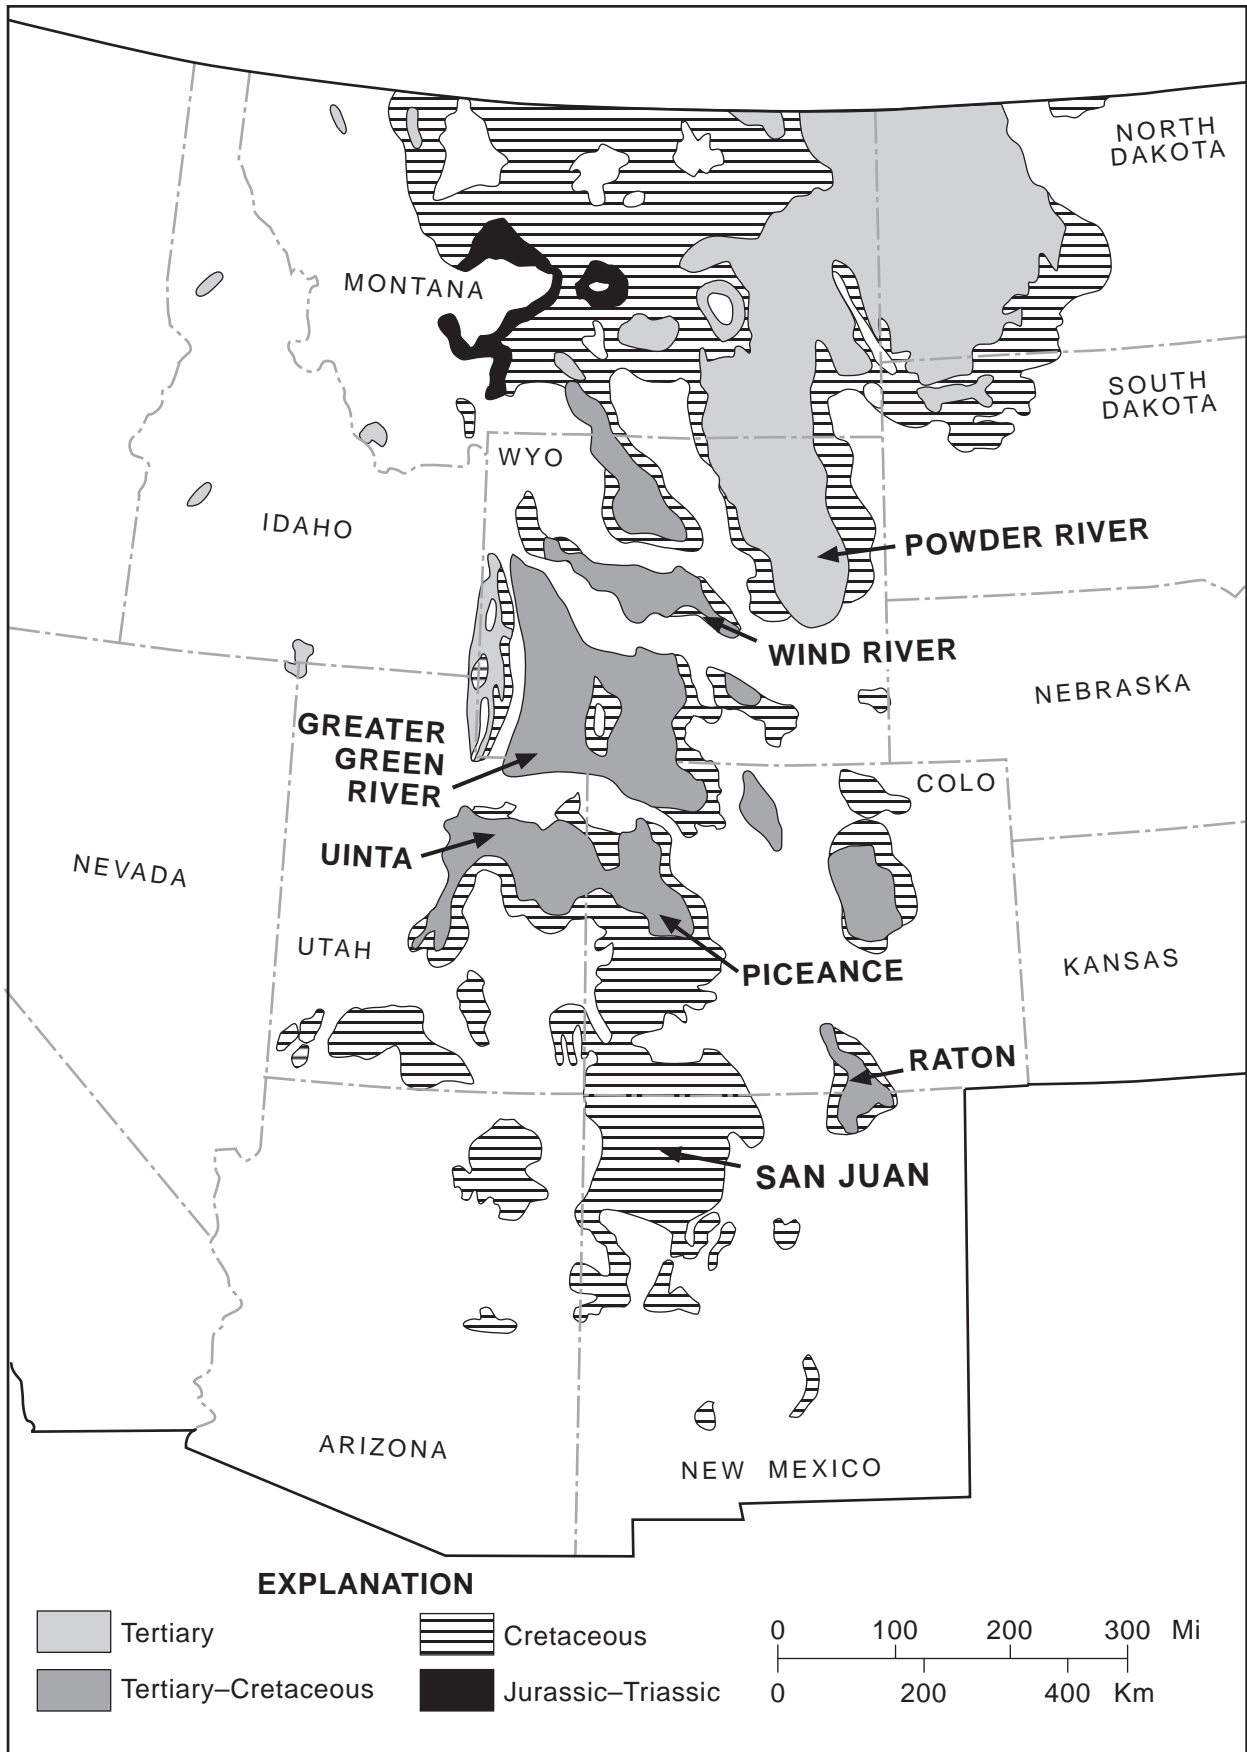 NORTH
DAKOTA
MONTANA
SOUTH
DAKOTA
WYO
IDAHO
POWDER RIVER
WIND RIVER
NEBRASKA
GREATER
GREEN
RIVER
COLO
UINTA
NEVADA
UTAH
PICEANCE
KANSAS
RATON
SAN JUAN
ARIZONA
NEW MEXICO
EXPLANATION
Tertiary
Cretaceous
Tertiary–Cretaceous
Jurassic–Triassic
0 100 200 300 Mi
0 200 400 Km